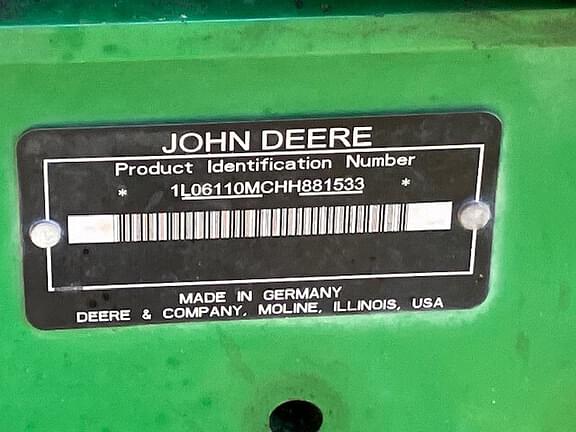 JOHN DEERE
Product Identification Number
* 1L06110MCHH881533 *
MADE IN GERMANY
DEERE & COMPANY, MOLINE, ILLINOIS, USA